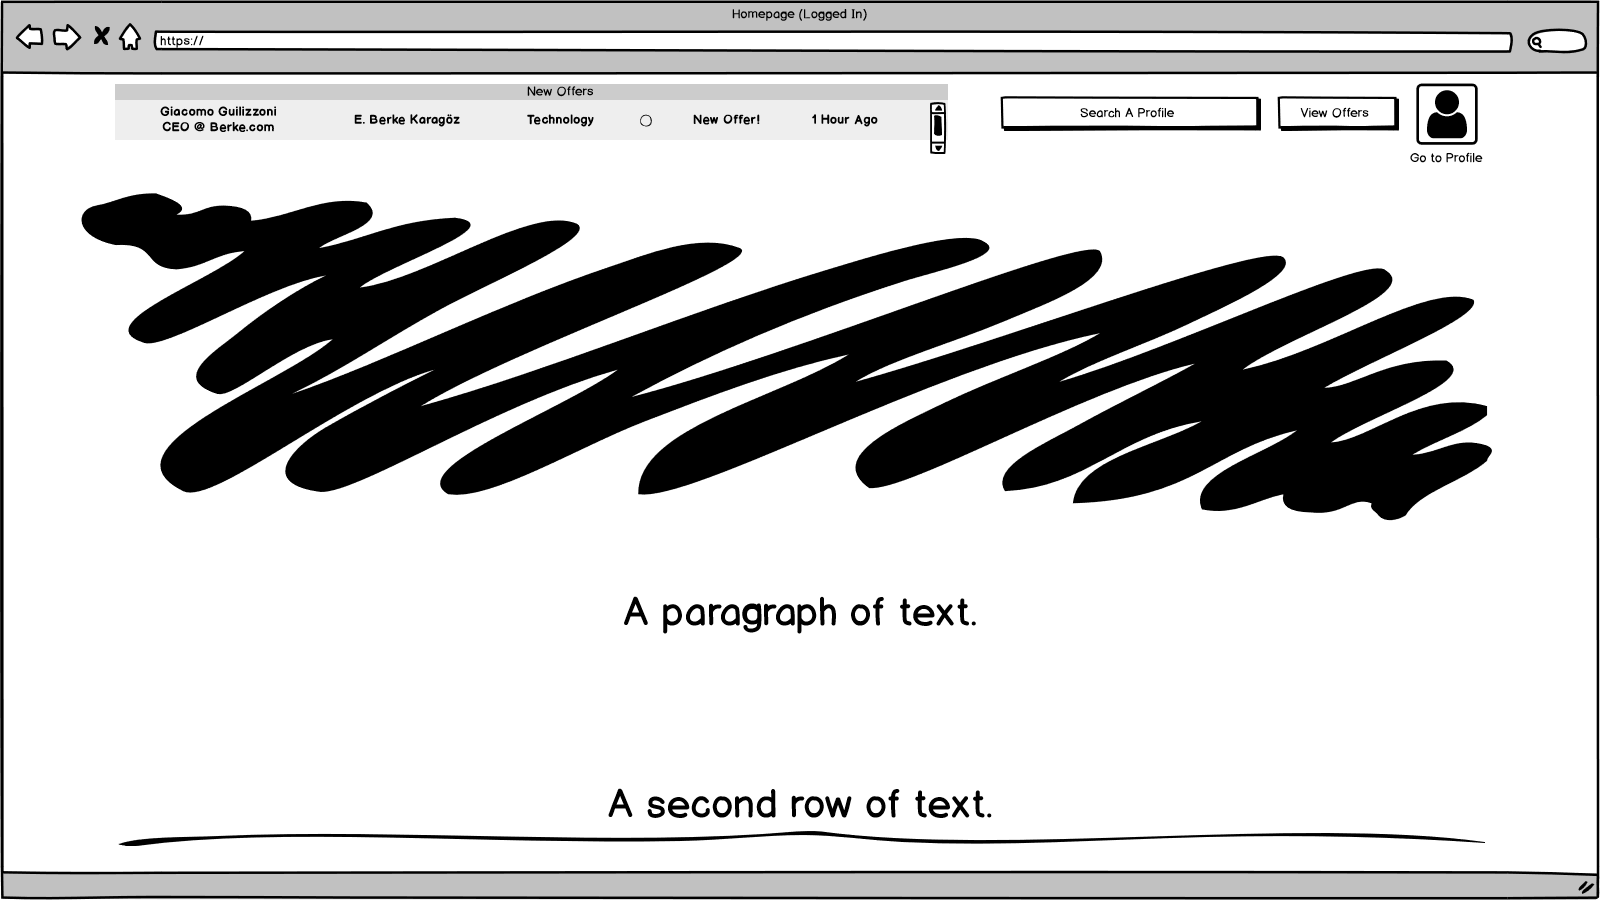 Homepage (Logged In)
https://
New Offers
Giacomo Guilizzoni
CEO @ Berke.com
E. Berke Karagöz
Technology
New Offer!
1 Hour Ago
Search A Profile
View Offers
Go to Profile
A paragraph of text.
A second row of text.